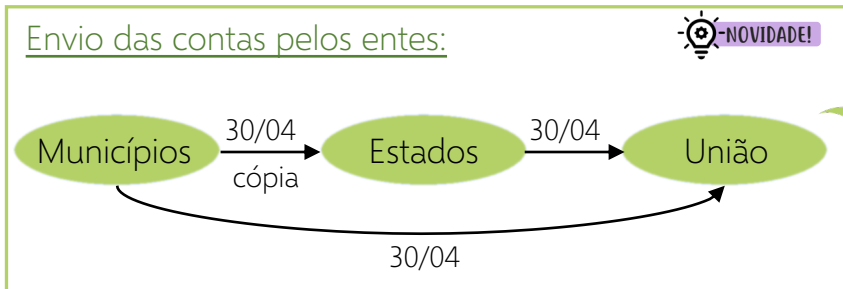 Envio das contas pelos entes:
NOVIDADE!
30/04
30/04
Municípios
Estados
União
cópia
30/04